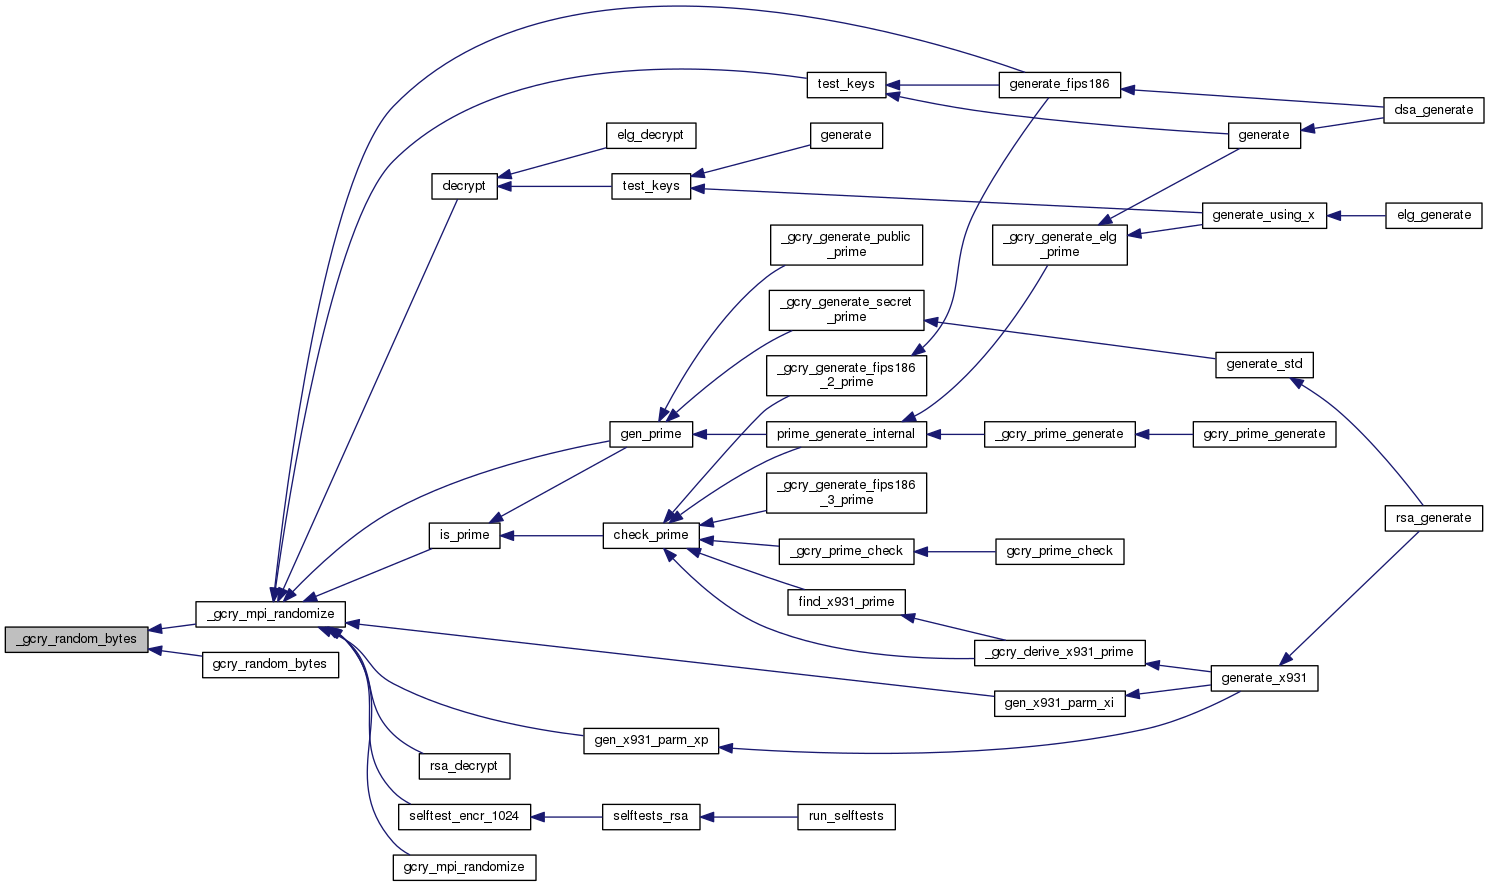 generate_fips186
test_keys
dsa_generate
elg_decrypt
generate
generate
decrypt
test_keys
generate_using_x
elg_generate
_gcry_generate_public
_prime
_gcry_generate_elg
_prime
_gcry_generate_secret
_prime
_gcry_generate_fips186
_2_prime
generate_std
gen_prime
prime_generate_internal
_gcry_prime_generate
gcry_prime_generate
_gcry_generate_fips186
_3_prime
is_prime
check_prime
rsa_generate
_gcry_prime_check
gcry_prime_check
find_x931_prime
_gcry_mpi_randomize
_gcry_random_bytes
gcry_random_bytes
_gcry_derive_x931_prime
generate_x931
gen_x931_parm_xi
gen_x931_parm_xp
rsa_decrypt
selftest_encr_1024
selftests_rsa
run_selftests
gcry_mpi_randomize